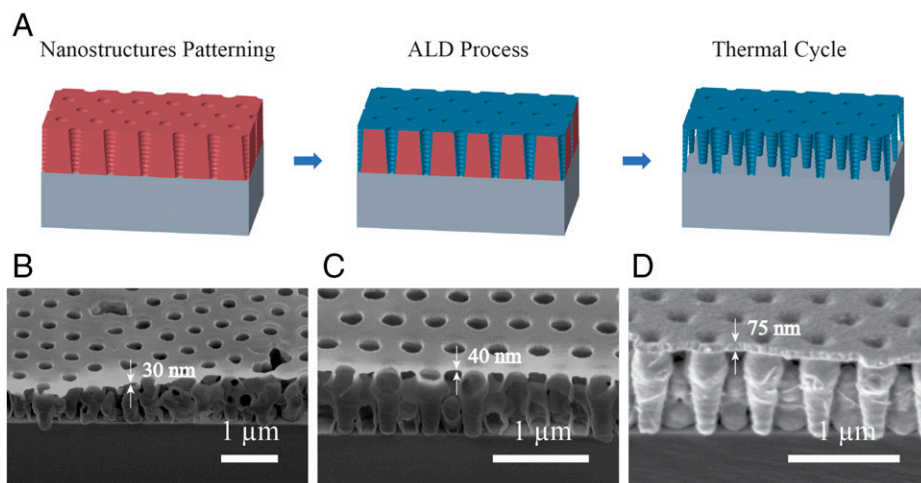 A
Nanostructures Patterning
ALD Process
Thermal Cycle
B
C
D
30 nm
40 nm
75 nm
1 μm
1 μm
1 μm